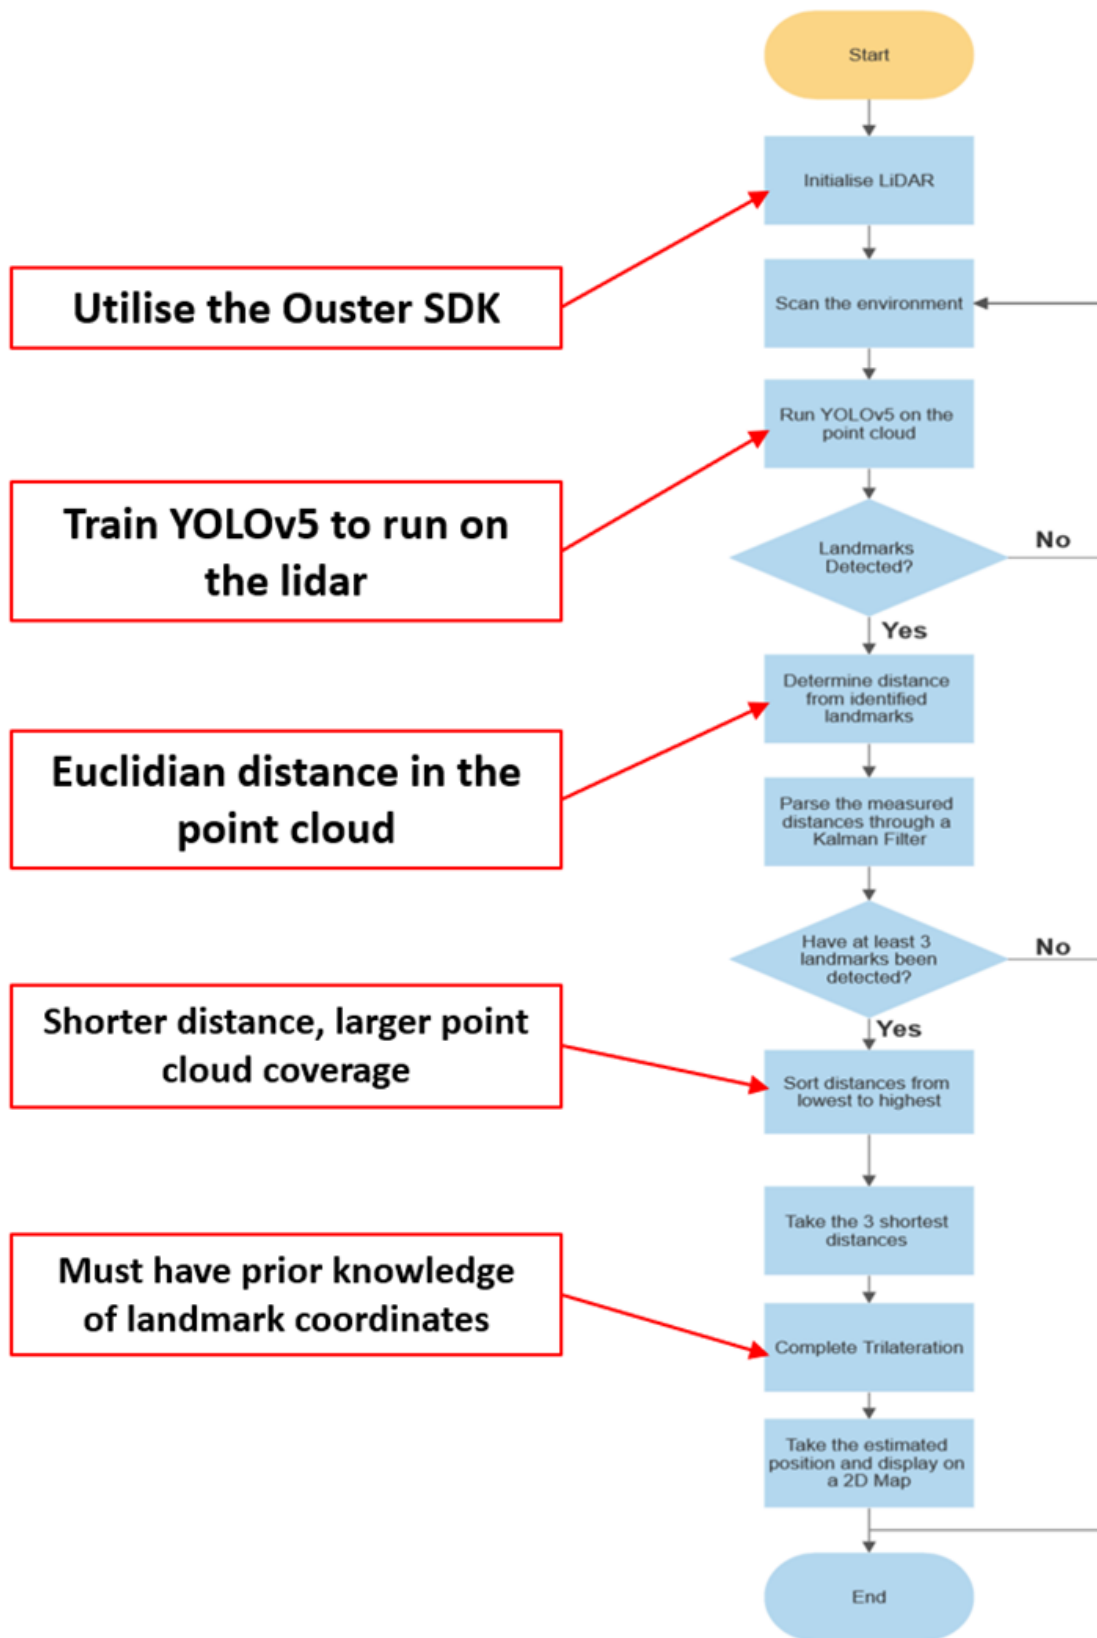 Start
Initialise LiDAR
Utilise the Ouster SDK
Scan the environment
Run YOLOv5 on the
point cloud
Train YOLOv5 to run on
the lidar
Landmarks
Detected?
No
Yes
Determine distance
from identified
landmarks
Euclidian distance in the
point cloud
Parse the measured
distances through a
Kalman Filter
Have at least 3
landmarks been
detected?
No
Yes
Shorter distance, larger point
cloud coverage
Sort distances from
lowest to highest
Take the 3 shortest
distances
Must have prior knowledge
of landmark coordinates
Complete Trilateration
Take the estimated
position and display on
a 2D Map
End